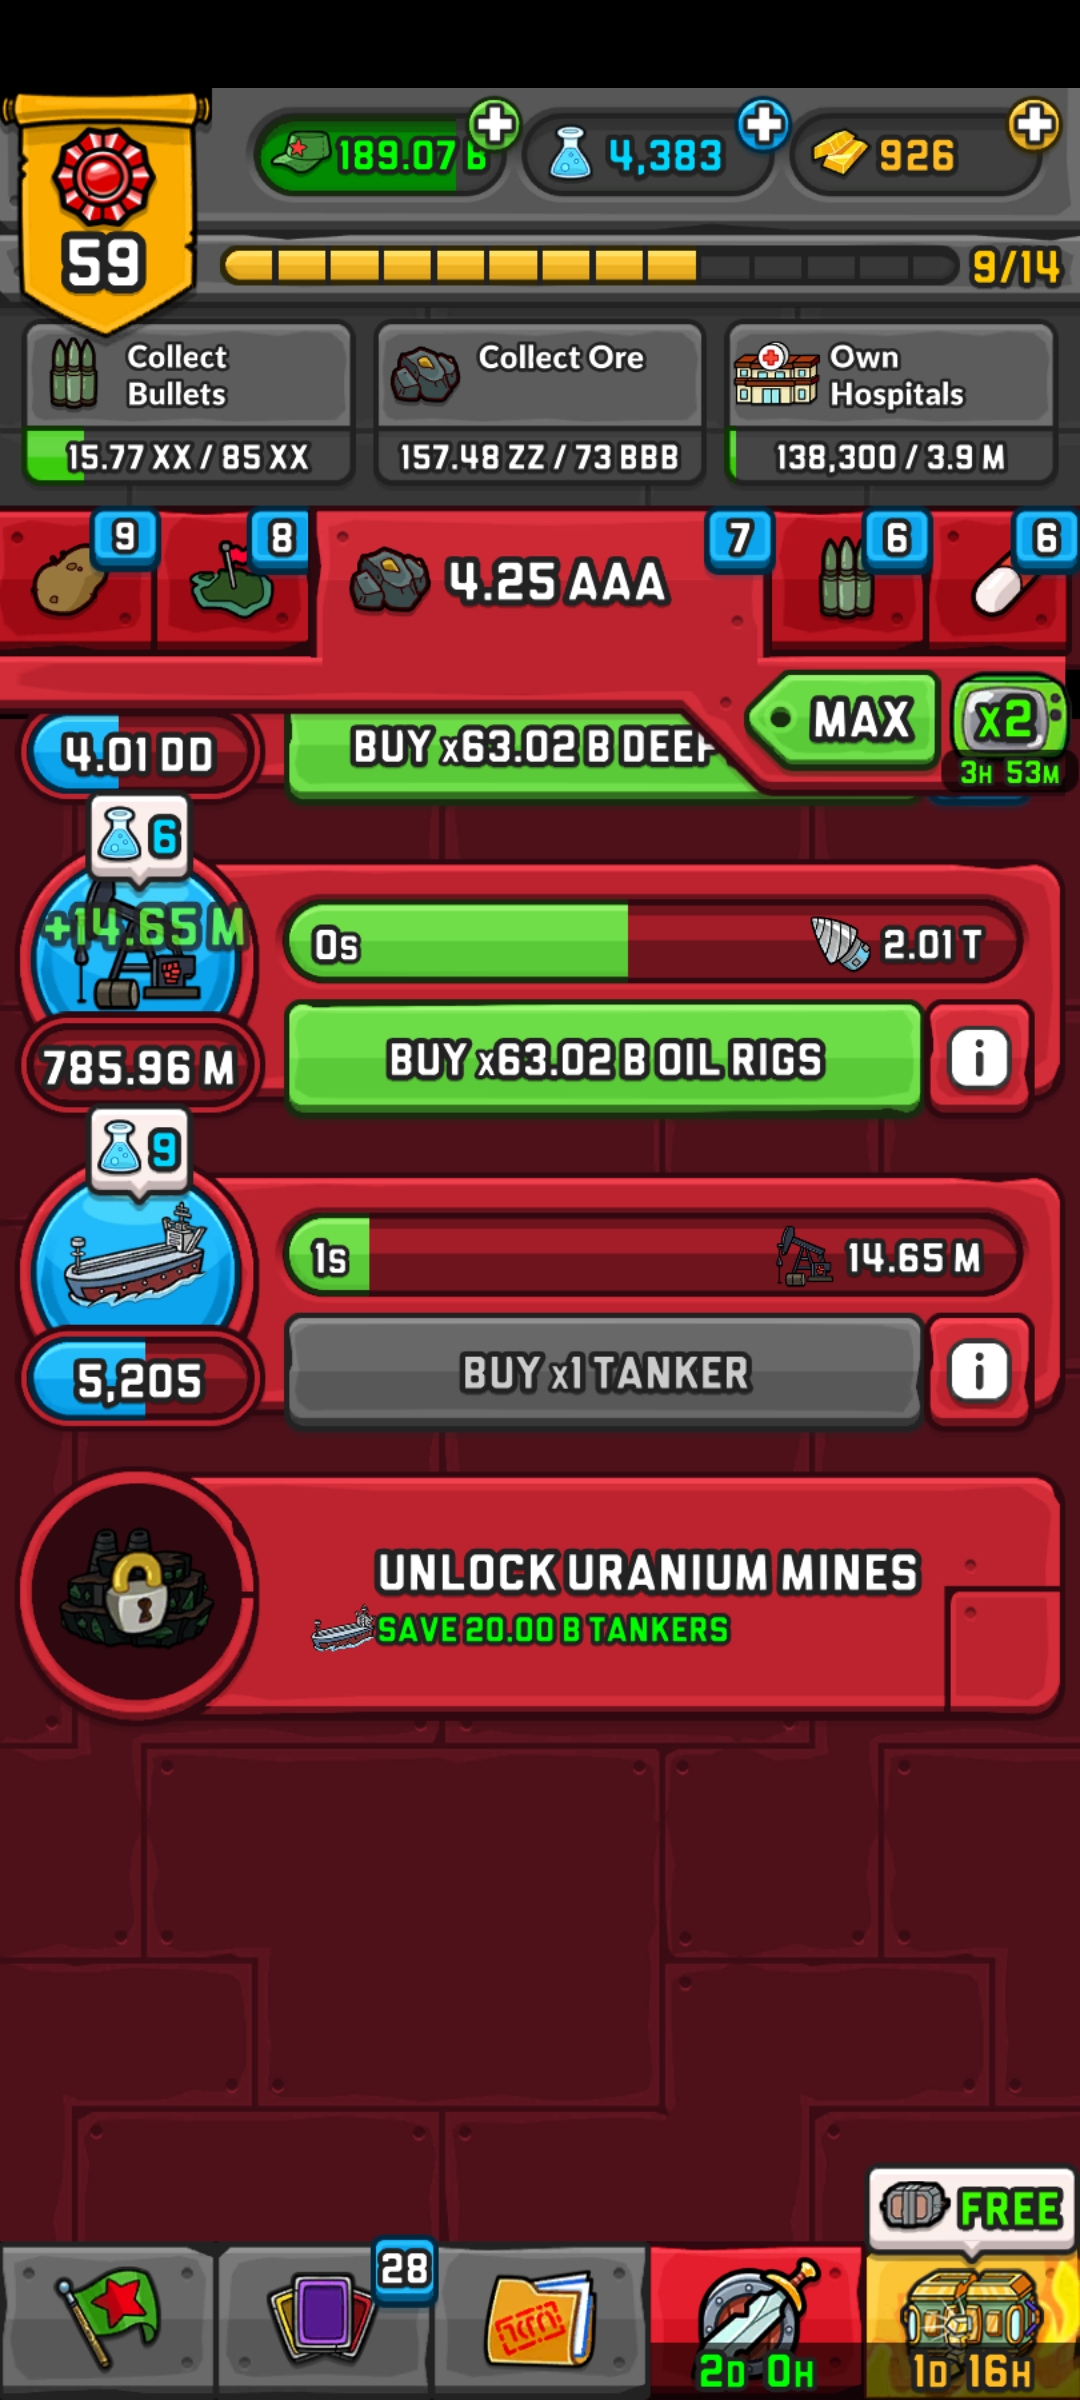 59
189.07 B
4,383
926
9/14
Collect Bullets
15.77 XX / 85 XX
Collect Ore
157.48 ZZ / 73 BBB
Own Hospitals
138,300 / 3.9 M
9
8
4.25 AAA
7
6
6
MAX
x2
3H 53M
4.01 DD
BUY x63.02 B DEEP
6
+14.65 M
0s
2.01 T
785.96 M
BUY x63.02 B OIL RIGS
i
9
1s
14.65 M
5,205
BUY x1 TANKER
i
UNLOCK URANIUM MINES
SAVE 20.00 B TANKERS
FREE
28
2D 0H
1D 16H